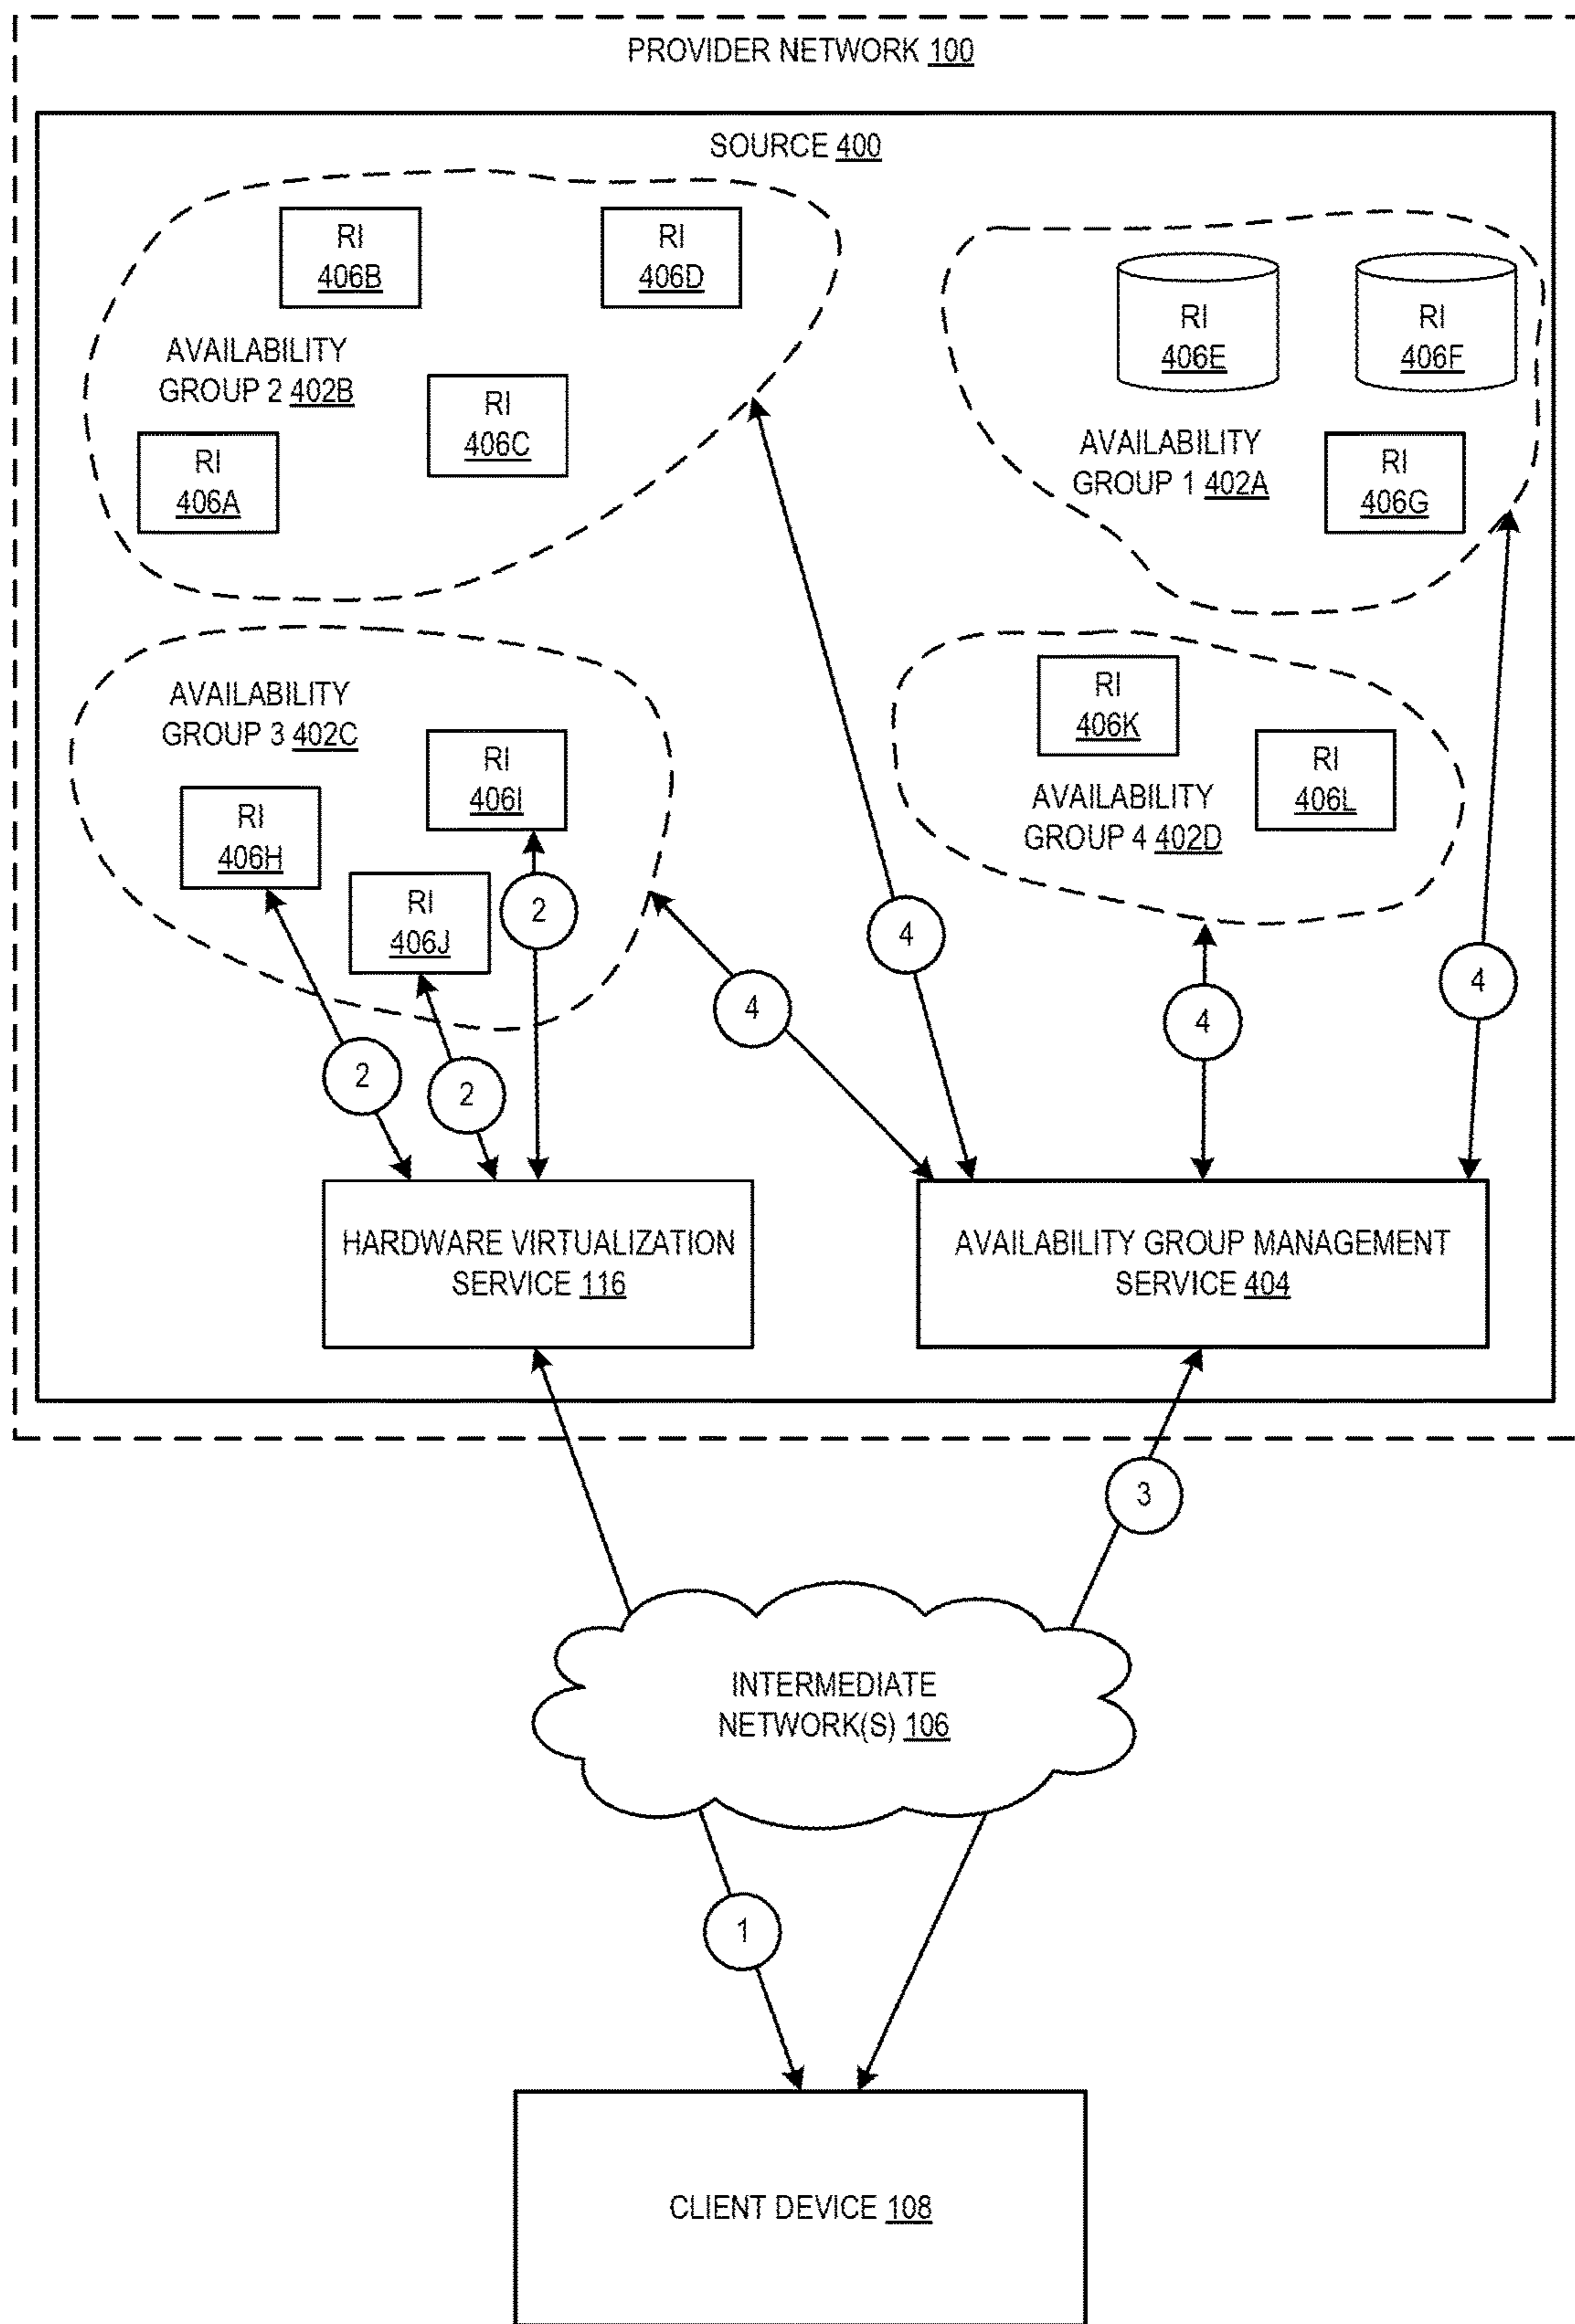 PROVIDER NETWORK 100
SOURCE 400
RI
406B
RI
406D
AVAILABILITY
GROUP 2 402B
RI
406C
RI
406A
RI
406E
RI
406F
AVAILABILITY
GROUP 1 402A
RI
406G
AVAILABILITY
GROUP 3 402C
RI
406I
RI
406H
RI
406J
RI
406K
RI
406L
AVAILABILITY
GROUP 4 402D
2
4
4
4
4
2
2
HARDWARE VIRTUALIZATION
SERVICE 116
AVAILABILITY GROUP MANAGEMENT
SERVICE 404
3
INTERMEDIATE
NETWORK(S) 106
1
CLIENT DEVICE 108